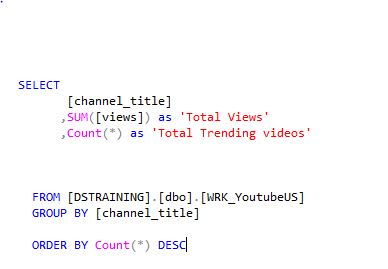 SELECT
[channel_title]
,SUM([views]) as 'Total Views'
,Count(*) as 'Total Trending videos'
FROM [DSTRAINING].[dbo].[WRK_YoutubeUS]
GROUP BY [channel_title]
ORDER BY Count(*) DESC